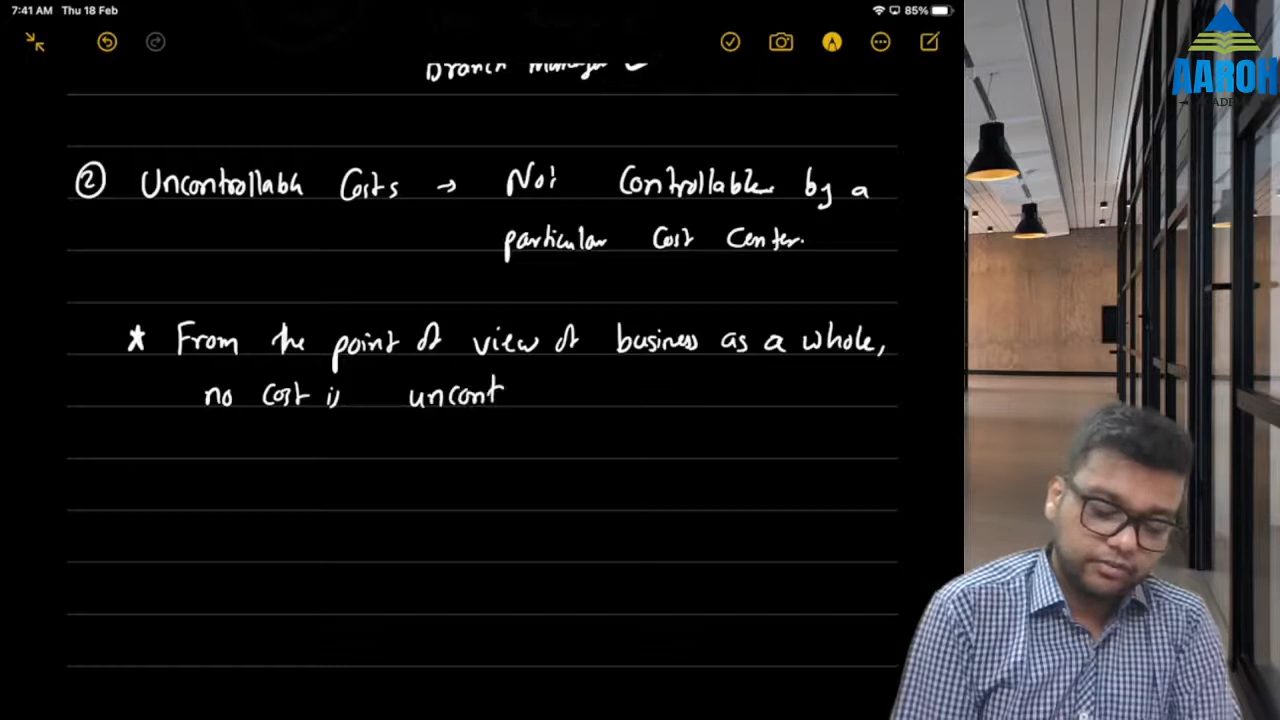 7:41 AM Thu 18 Feb
85%
AAROH
Branch Manager
② Uncontrollable Costs → Not Controllable by a
particular Cost Center.
★ From the point of view of business as a whole,
no cost is uncont